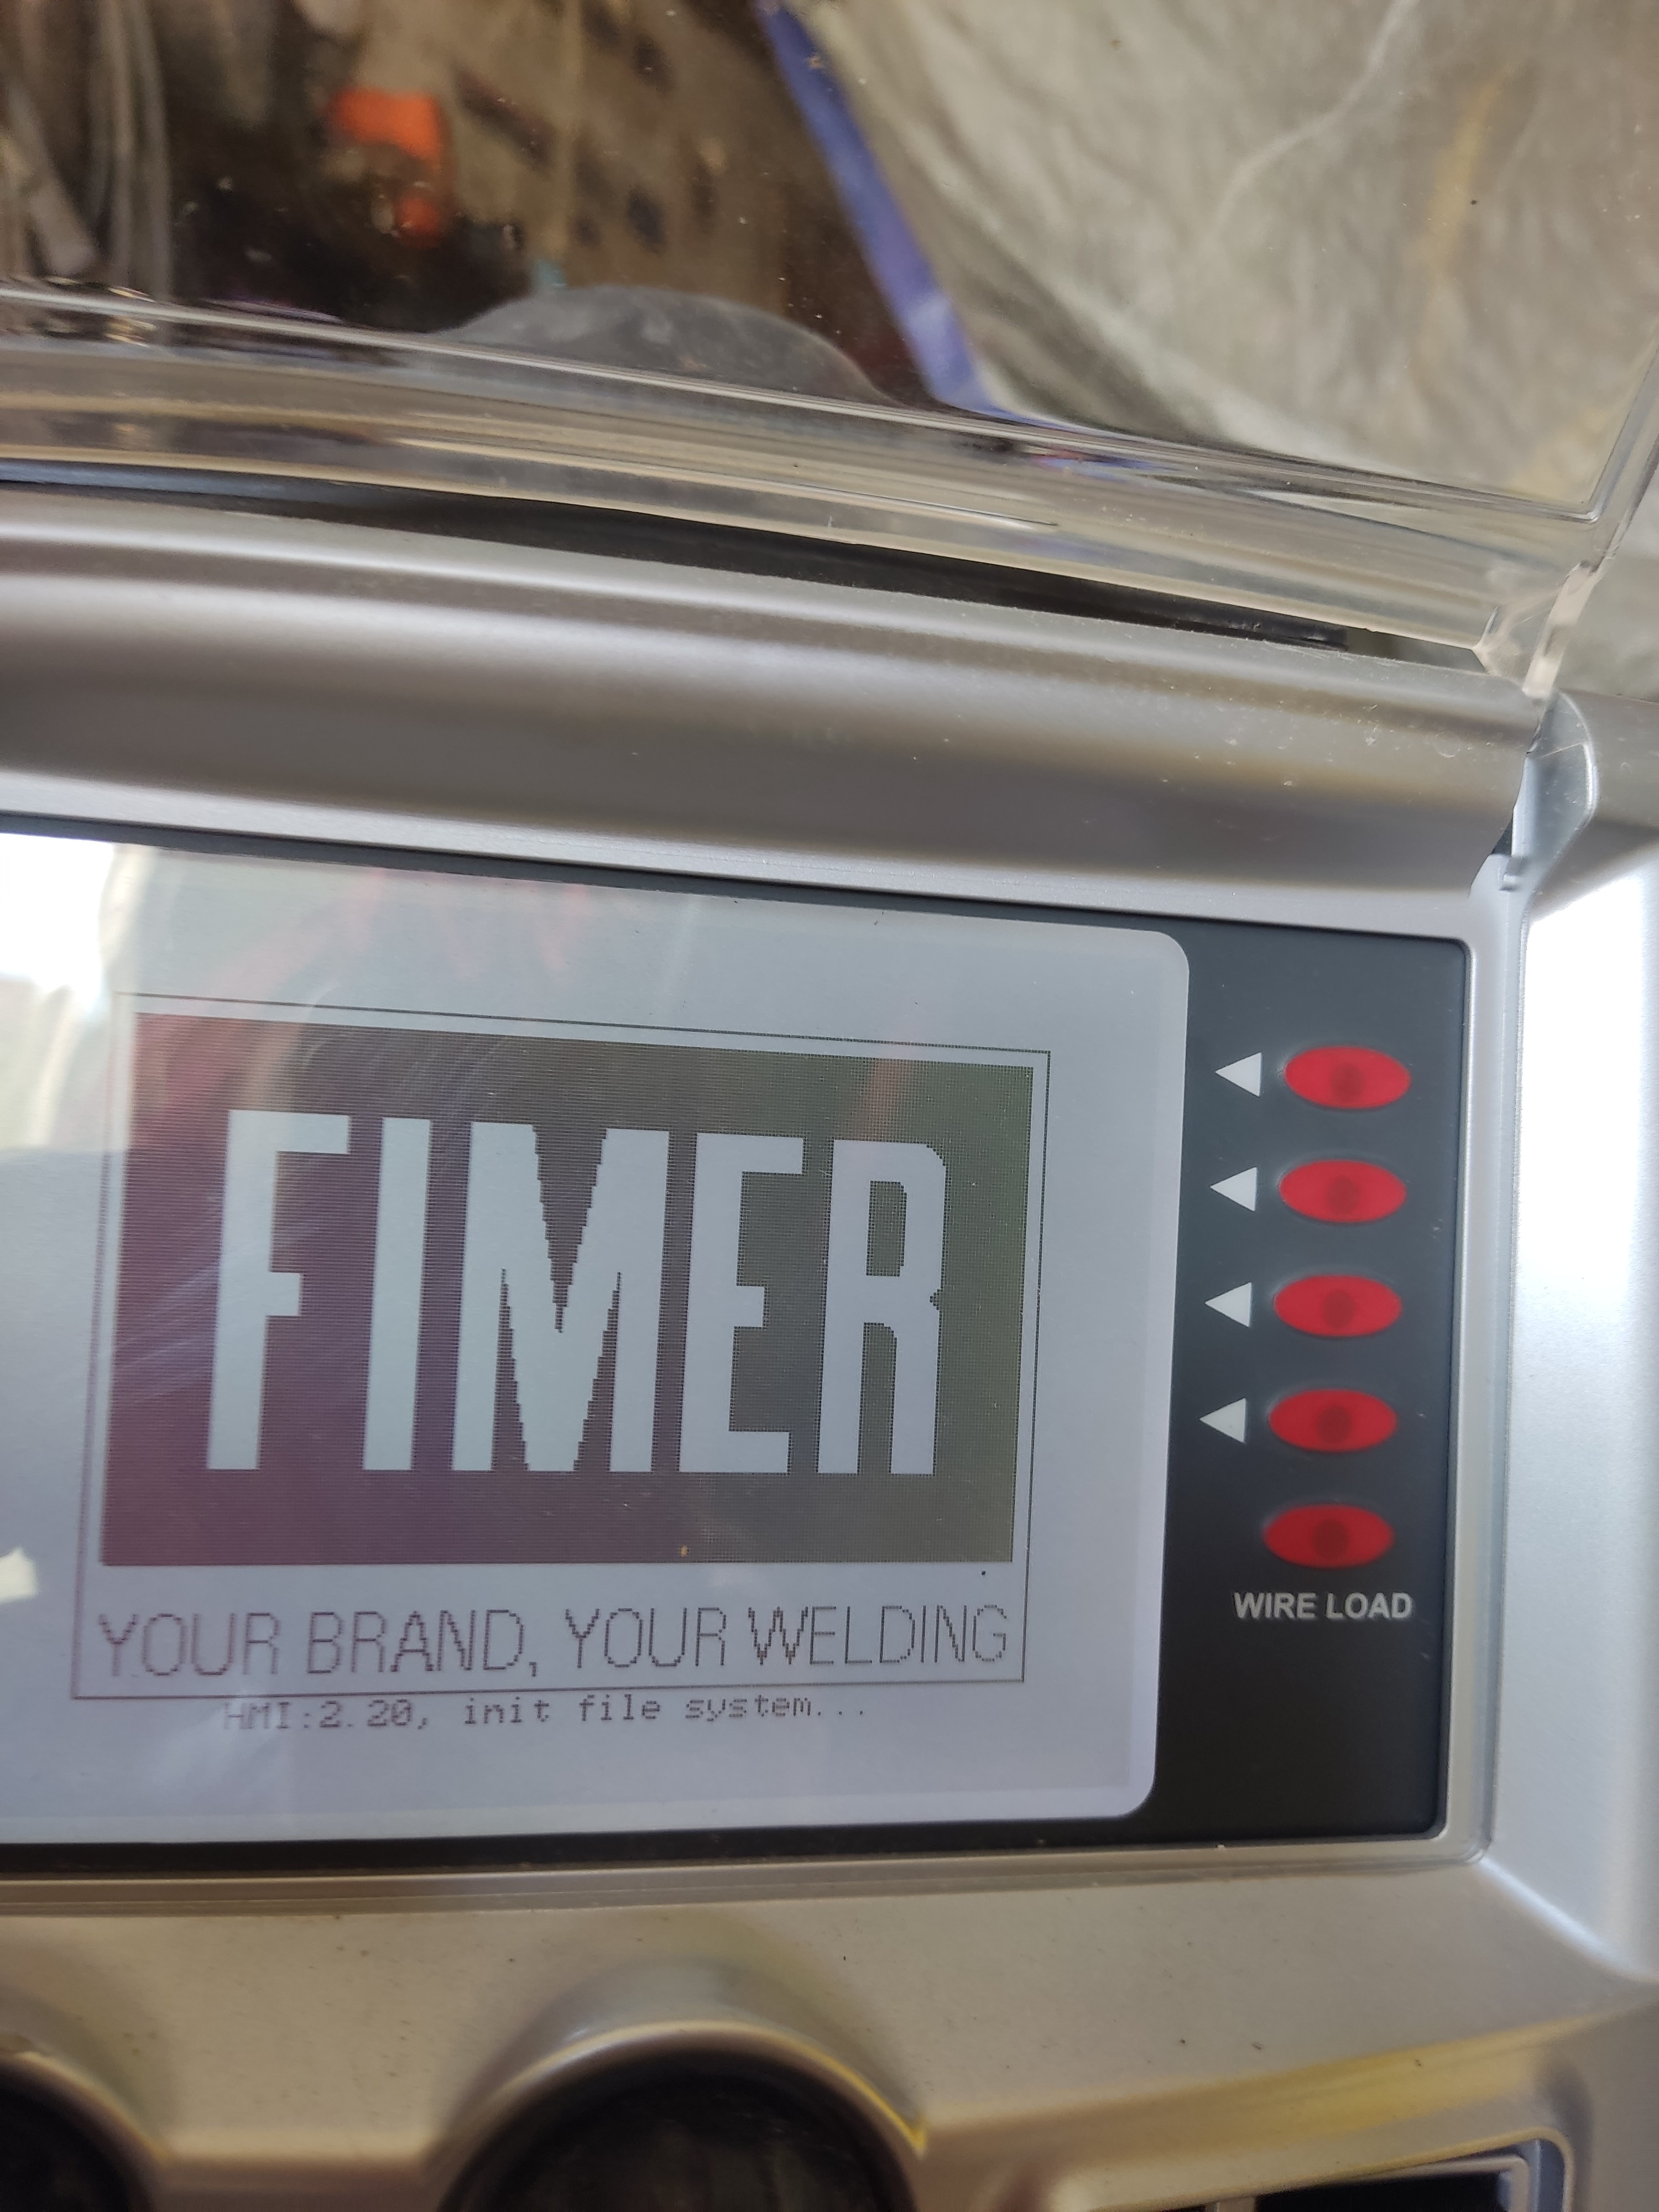 FIMER
YOUR BRAND, YOUR WELDING
HMI:2.20, init file system...
WIRE LOAD